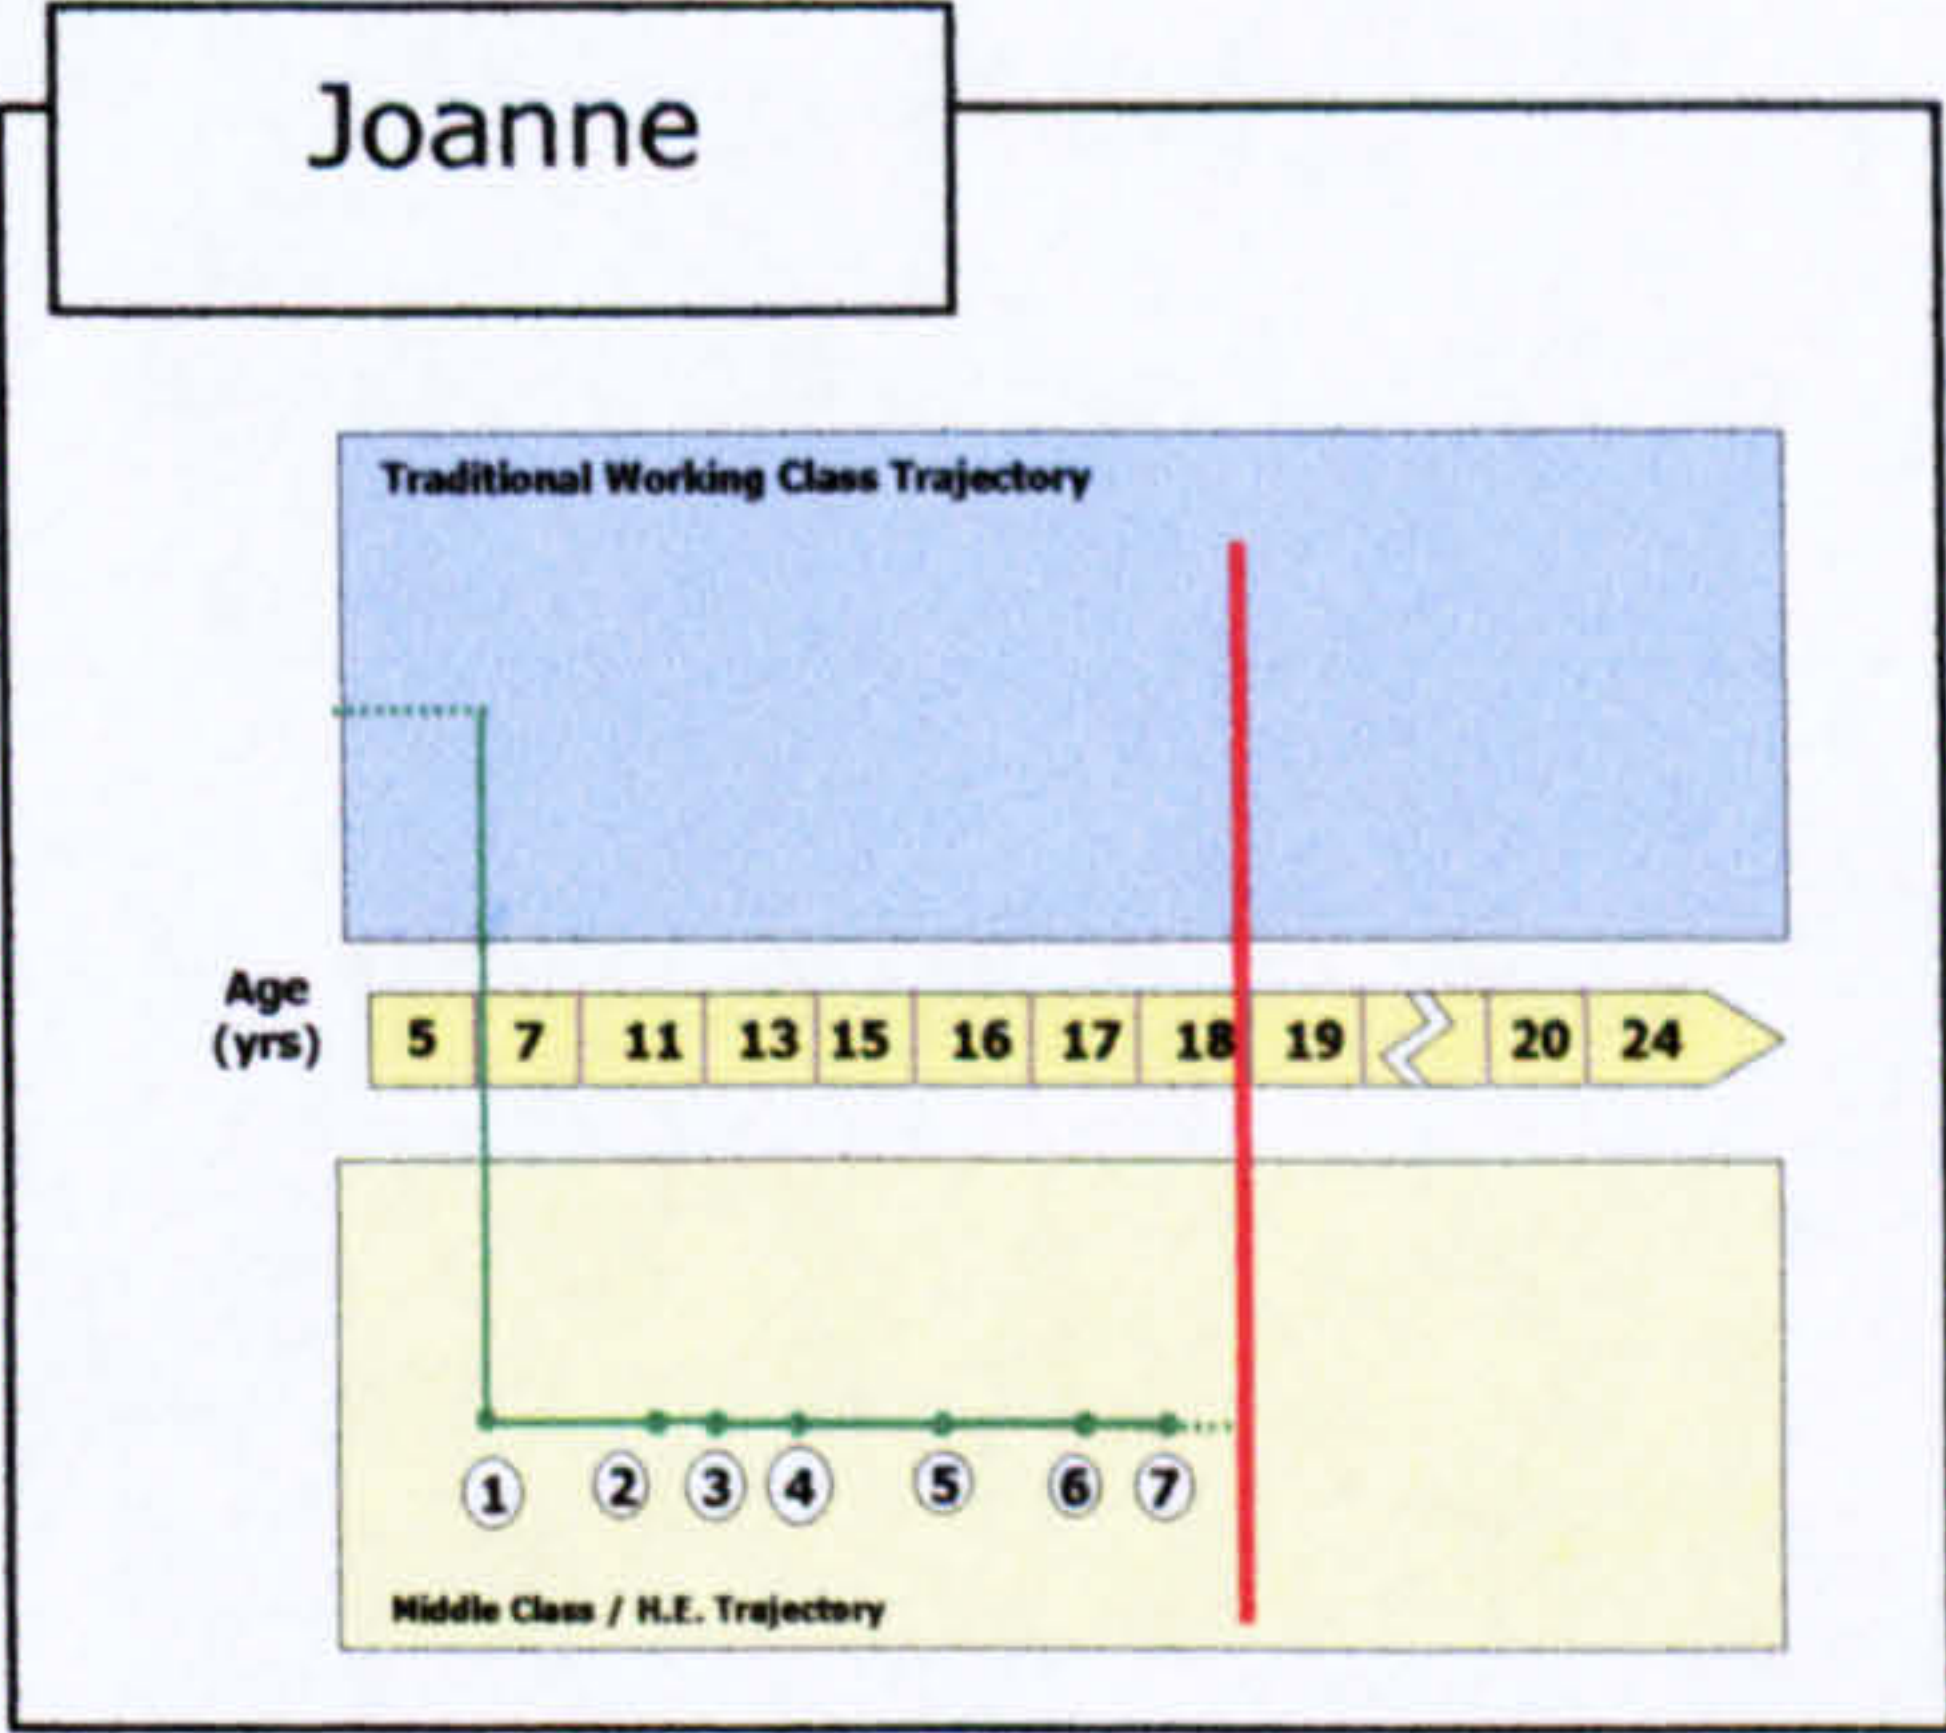 Joanne
Traditional Working Class Trajectory
Age
(yrs)
5 7 11 13 15 16 17 18 19 20 24
1 2 3 4 5 6 7
Middle Class / H.E. Trajectory